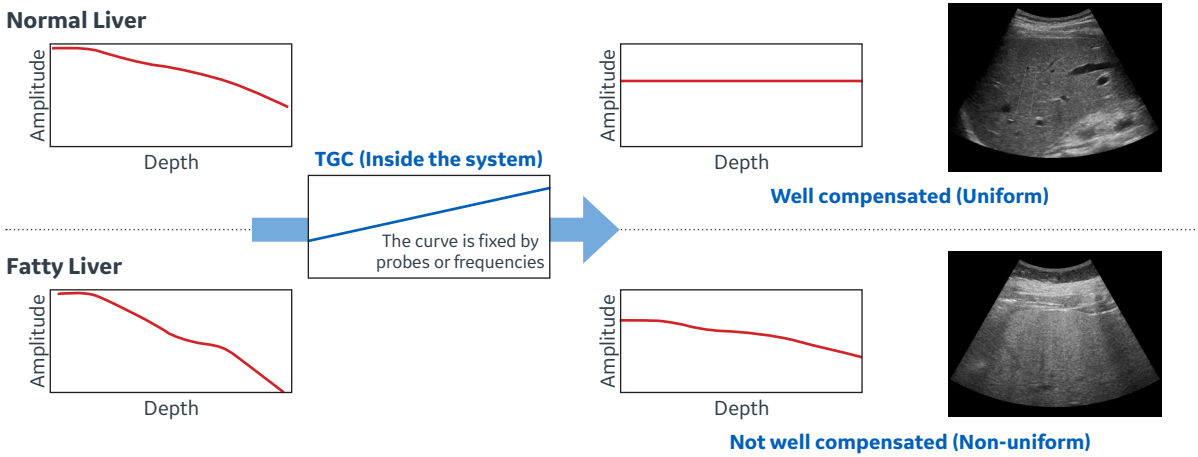 Normal Liver
Amplitude
Depth
Amplitude
Depth
Well compensated (Uniform)
TGC (Inside the system)
The curve is fixed by
probes or frequencies
Fatty Liver
Amplitude
Depth
Amplitude
Depth
Not well compensated (Non-uniform)